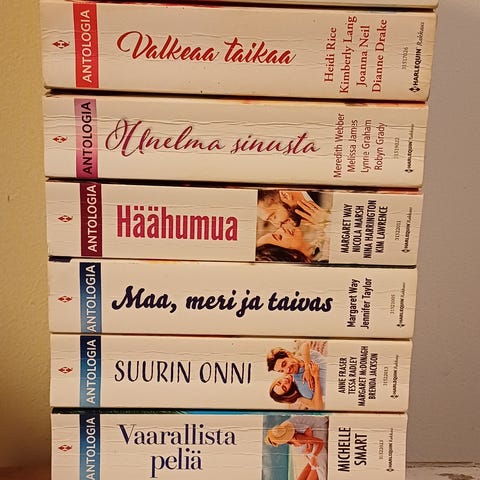 ANTOLOGIA
Valkeaa taikaa
Heidi Rice
Kimberly Lang
Joanna Neil
Dianne Drake
HARLEQUIN
ANTOLOGIA
Unelma sinusta
Meredith Webber
Melissa James
Lynne Graham
Robyn Grady
HARLEQUIN
ANTOLOGIA
Häähumua
MARGARET WAY
NICOLA MARSH
NINA HARRINGTON
KIM LAWRENCE
HARLEQUIN
ANTOLOGIA
Maa, meri ja taivas
Margaret Way
Jennifer Taylor
HARLEQUIN
ANTOLOGIA
SUURIN ONNI
ANNE FRASER
TESSA RADLEY
MARGARET McDONAGH
BRENDA JACKSON
HARLEQUIN
ANTOLOGIA
Vaarallista
peliä
MICHELLE
SMART
HARLEQUIN